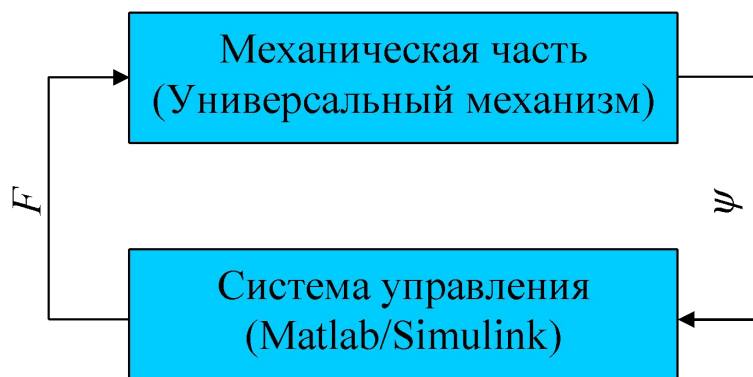 Механическая часть
(Универсальный механизм)
F
ψ
Система управления
(Matlab/Simulink)